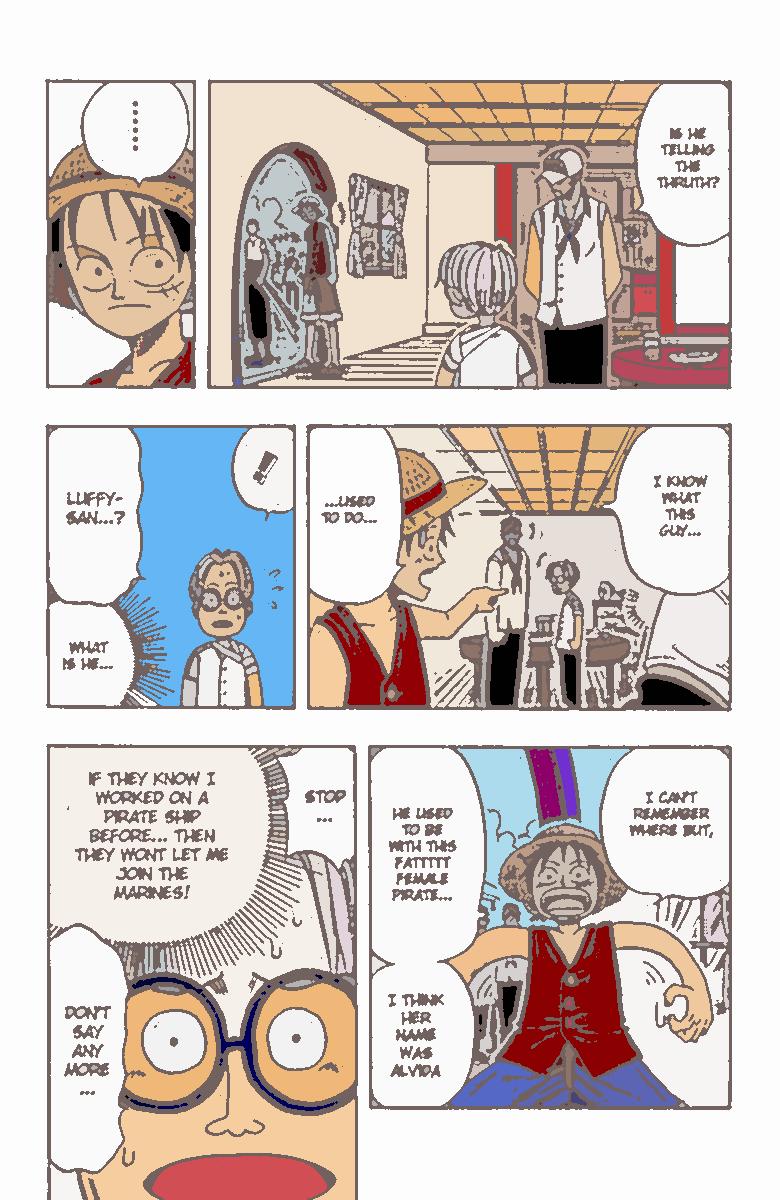 IS HE
TELLING
THE
THRUTH?
......
I KNOW
WHAT
THIS
GUY...
...USED
TO DO...
!
LUFFY-
SAN...?
WHAT
IS HE...
I CAN'T
REMEMBER
WHERE BUT,
HE USED
TO BE
WITH THIS
FATTTTT
FEMALE
PIRATE...
I THINK
HER
NAME
WAS
ALVIDA
STOP
...
IF THEY KNOW I
WORKED ON A
PIRATE SHIP
BEFORE... THEN
THEY WONT LET ME
JOIN THE
MARINES!
DON'T
SAY
ANY
MORE
...